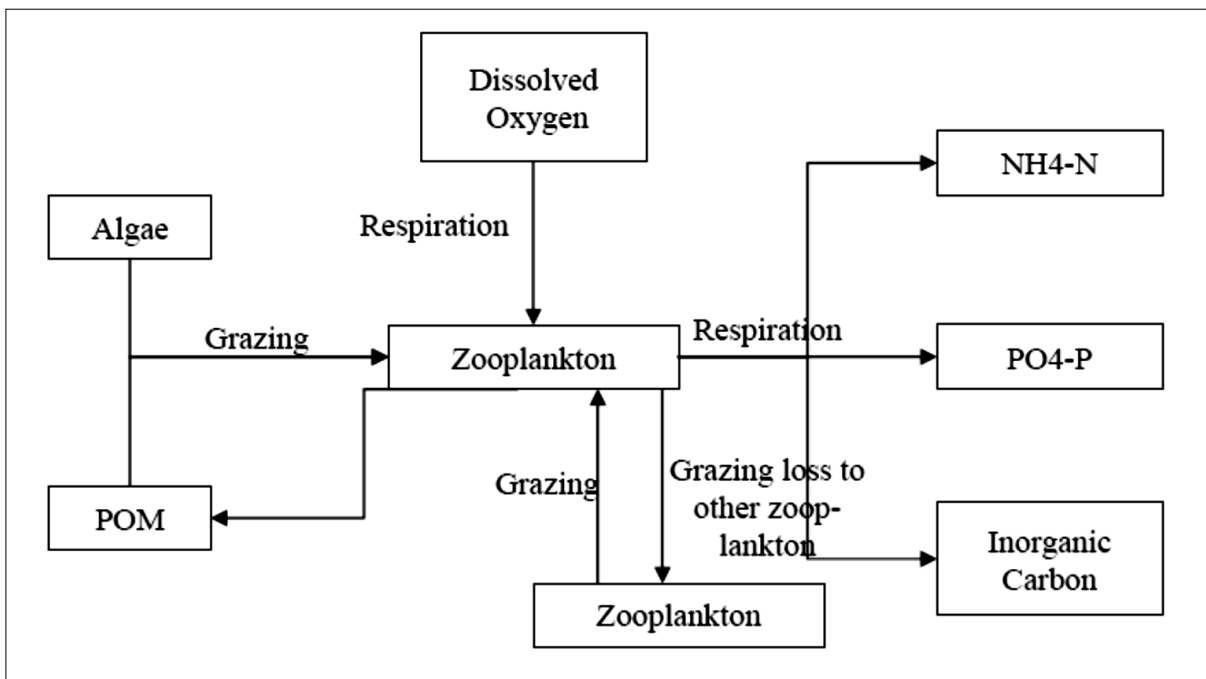 Dissolved
Oxygen
NH4-N
Algae
Respiration
Grazing
Zooplankton
Respiration
PO4-P
POM
Grazing
Grazing loss to
other zoop-
lankton
Inorganic
Carbon
Zooplankton